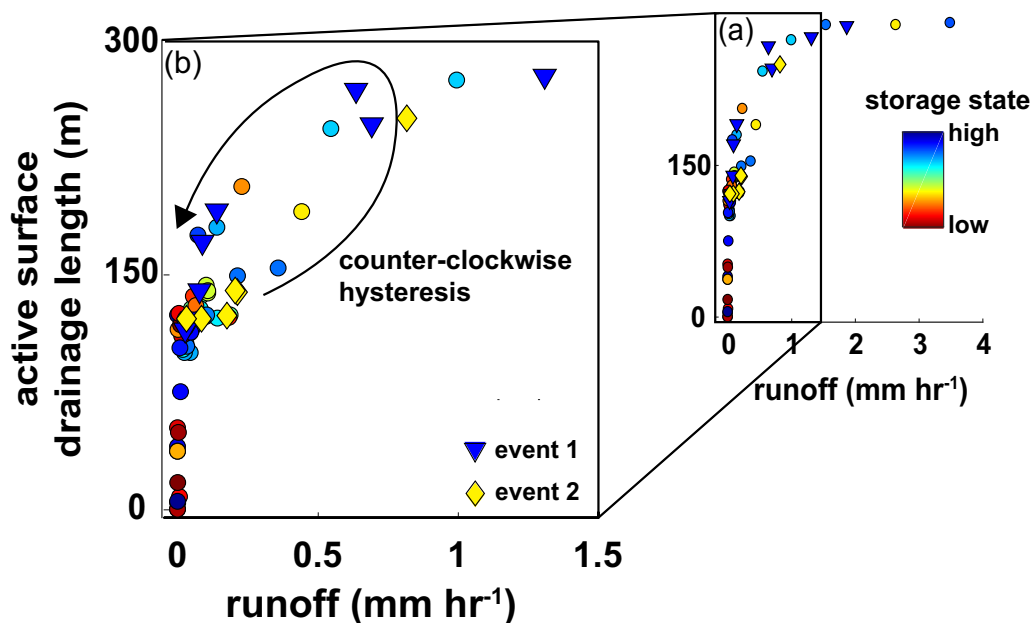 (b)
300
150
0
active surface
drainage length (m)
0
0.5
1
1.5
runoff (mm hr-1)
counter-clockwise
hysteresis
event 1
event 2
(a)
150
0
0
1
2
3
4
runoff (mm hr-1)
storage state
high
low